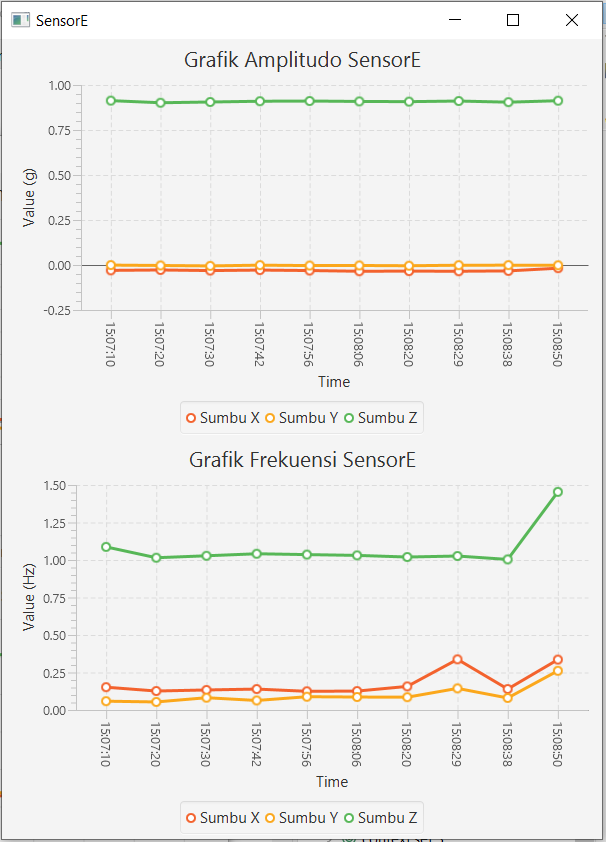 SensorE
Grafik Amplitudo SensorE
Value (g)
1.00
0.75
0.50
0.25
0.00
-0.25
15:07:10 15:07:20 15:07:30 15:07:42 15:07:56 15:08:06 15:08:20 15:08:29 15:08:38 15:08:50
Time
Sumbu X Sumbu Y Sumbu Z
Grafik Frekuensi SensorE
Value (Hz)
1.50
1.25
1.00
0.75
0.50
0.25
0.00
15:07:10 15:07:20 15:07:30 15:07:42 15:07:56 15:08:06 15:08:20 15:08:29 15:08:38 15:08:50
Time
Sumbu X Sumbu Y Sumbu Z